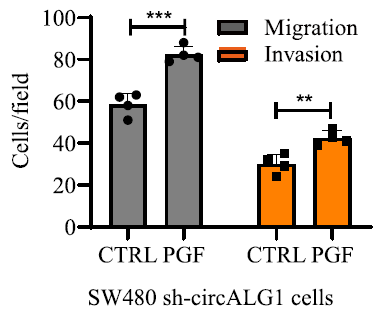 Cells/field
100
80
60
40
20
0
***
**
Migration
Invasion
CTRL PGF CTRL PGF
SW480 sh-circALG1 cells